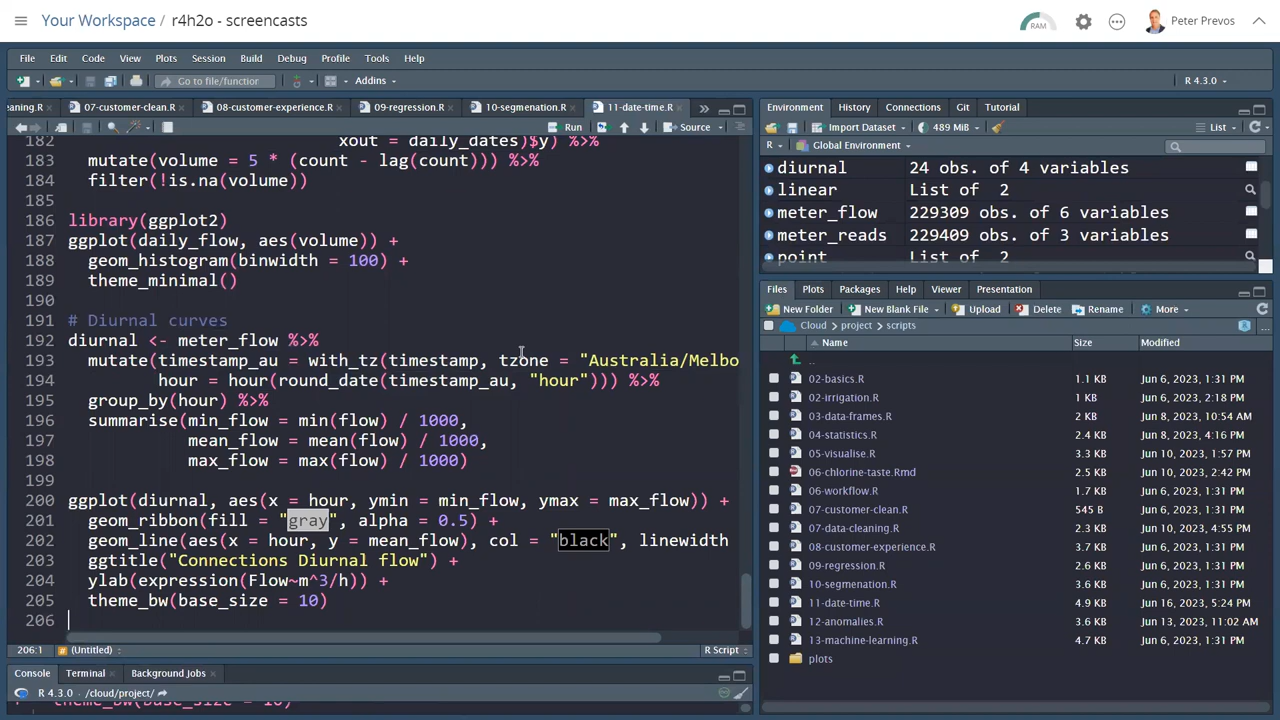 Your Workspace / r4h2o - screencasts
RAM
Peter Prevos
File Edit Code View Plots Session Build Debug Profile Tools Help
Go to file/function
Addins
R 4.3.0
eaning.R 07-customer-clean.R 08-customer-experience.R 09-regression.R 10-segmenation.R 11-date-time.R
Run
Source
182 xout = daily_dates)$y) %>%
183 mutate(volume = 5 * (count - lag(count))) %>%
184 filter(!is.na(volume))
185
186 library(ggplot2)
187 ggplot(daily_flow, aes(volume)) +
188 geom_histogram(binwidth = 100) +
189 theme_minimal()
190
191 # Diurnal curves
192 diurnal <- meter_flow %>%
193 mutate(timestamp_au = with_tz(timestamp, tzone = "Australia/Melbo
194 hour = hour(round_date(timestamp_au, "hour"))) %>%
195 group_by(hour) %>%
196 summarise(min_flow = min(flow) / 1000,
197 mean_flow = mean(flow) / 1000,
198 max_flow = max(flow) / 1000)
199
200 ggplot(diurnal, aes(x = hour, ymin = min_flow, ymax = max_flow)) +
201 geom_ribbon(fill = "gray", alpha = 0.5) +
202 geom_line(aes(x = hour, y = mean_flow), col = "black", linewidth
203 ggtitle("Connections Diurnal flow") +
204 ylab(expression(Flow~m^3/h)) +
205 theme_bw(base_size = 10)
206
206:1 # (Untitled) R Script
Console Terminal Background Jobs
R 4.3.0 · /cloud/project/
theme_bw(base_size = 10)
Environment History Connections Git Tutorial
Import Dataset 489 MiB List
R Global Environment
diurnal 24 obs. of 4 variables
linear List of 2
meter_flow 229309 obs. of 6 variables
meter_reads 229409 obs. of 3 variables
point List of 2
Files Plots Packages Help Viewer Presentation
New Folder New Blank File Upload Delete Rename More
Cloud project scripts
Name Size Modified
..
02-basics.R 1.1 KB Jun 6, 2023, 1:31 PM
02-irrigation.R 1 KB Jun 6, 2023, 2:18 PM
03-data-frames.R 2 KB Jun 8, 2023, 10:54 AM
04-statistics.R 2.4 KB Jun 8, 2023, 4:16 PM
05-visualise.R 3.3 KB Jun 10, 2023, 1:57 PM
06-chlorine-taste.Rmd 2.5 KB Jun 10, 2023, 2:42 PM
06-workflow.R 1 KB Jun 6, 2023, 1:31 PM
07-customer-clean.R 545 B Jun 6, 2023, 1:31 PM
07-data-cleaning.R 2 KB Jun 10, 2023, 4:56 PM
08-customer-experience.R 3.7 KB Jun 6, 2023, 1:31 PM
09-regression.R 1.4 KB Jun 6, 2023, 1:31 PM
10-segmenation.R 3.4 KB Jun 6, 2023, 1:31 PM
11-date-time.R 4.9 KB Jun 16, 2023, 5:24 PM
12-anomalies.R 2 KB Jun 13, 2023, 11:02 AM
13-machine-learning.R 4.7 KB Jun 6, 2023, 1:31 PM
plots